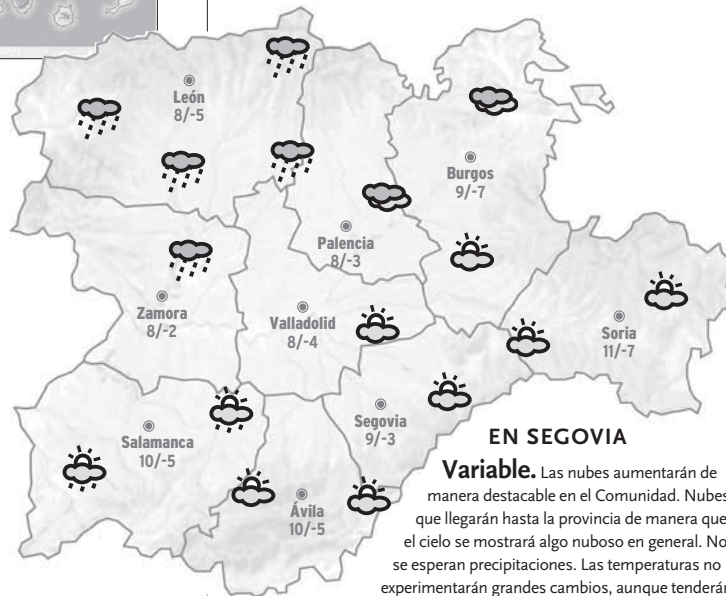 León
8/-5
Burgos
9/-7
Palencia
8/-3
Zamora
8/-2
Valladolid
8/-4
Soria
11/-7
Segovia
9/-3
Salamanca
10/-5
Ávila
10/-5
EN SEGOVIA
Variable. Las nubes aumentarán de
manera destacable en el Comunidad. Nubes
que llegarán hasta la provincia de manera que
el cielo se mostrará algo nuboso en general. No
se esperan precipitaciones. Las temperaturas no
experimentarán grandes cambios, aunque tenderán